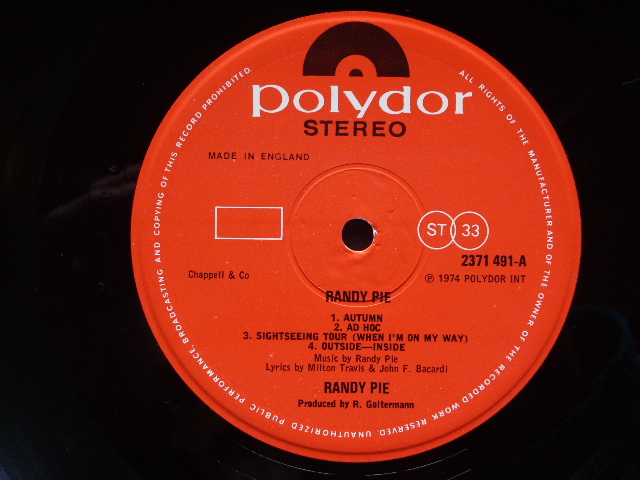 polydor
STEREO
MADE IN ENGLAND
ST 33
2371 491-A
Chappell & Co
℗ 1974 POLYDOR INT
RANDY PIE
1. AUTUMN
2. AD HOC
3. SIGHTSEEING TOUR (WHEN I'M ON MY WAY)
4. OUTSIDE—INSIDE
Music by Randy Pie
Lyrics by Milton Travis & John F. Bacardi
RANDY PIE
Produced by R. Goltermann
ALL RIGHTS OF THE MANUFACTURER AND OF THE OWNER OF THE RECORDED WORK RESERVED. UNAUTHORIZED PUBLIC PERFORMANCE, BROADCASTING AND COPYING OF THIS RECORD PROHIBITED.